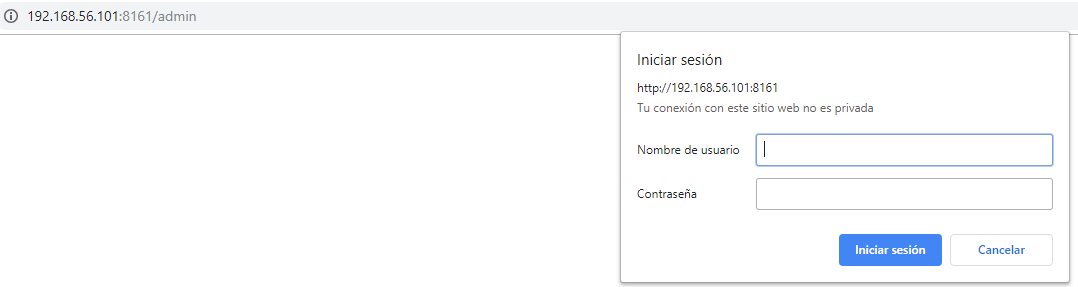 192.168.56.101:8161/admin
Iniciar sesión
http://192.168.56.101:8161
Tu conexión con este sitio web no es privada
Nombre de usuario
Contraseña
Iniciar sesión
Cancelar